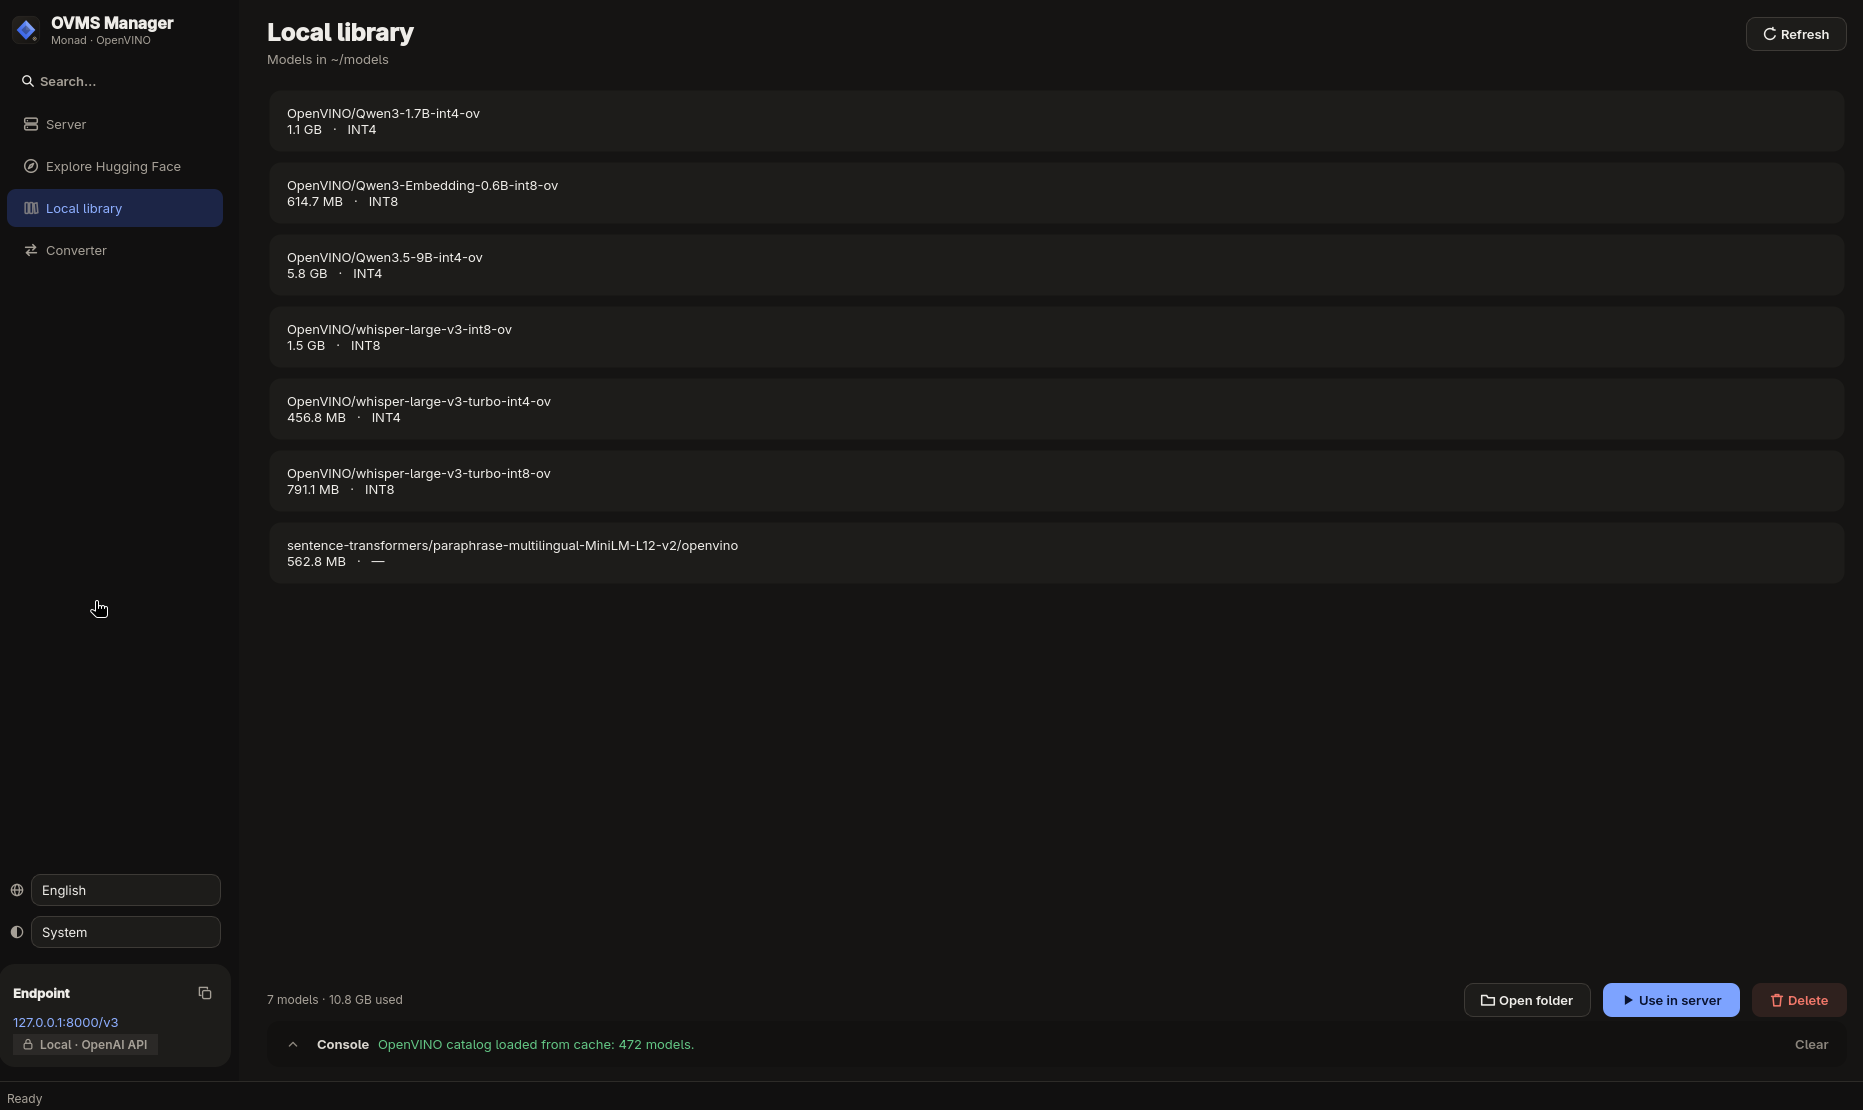 OVMS Manager
Monad · OpenVINO
Search...
Server
Explore Hugging Face
Local library
Converter
English
System
Endpoint
127.0.0.1:8000/v3
Local · OpenAI API
Ready
Local library
Models in ~/models
Refresh
OpenVINO/Qwen3-1.7B-int4-ov
1.1 GB · INT4
OpenVINO/Qwen3-Embedding-0.6B-int8-ov
614.7 MB · INT8
OpenVINO/Qwen3.5-9B-int4-ov
5.8 GB · INT4
OpenVINO/whisper-large-v3-int8-ov
1.5 GB · INT8
OpenVINO/whisper-large-v3-turbo-int4-ov
456.8 MB · INT4
OpenVINO/whisper-large-v3-turbo-int8-ov
791.1 MB · INT8
sentence-transformers/paraphrase-multilingual-MiniLM-L12-v2/openvino
562.8 MB · —
7 models · 10.8 GB used
Open folder
Use in server
Delete
Console OpenVINO catalog loaded from cache: 472 models.
Clear